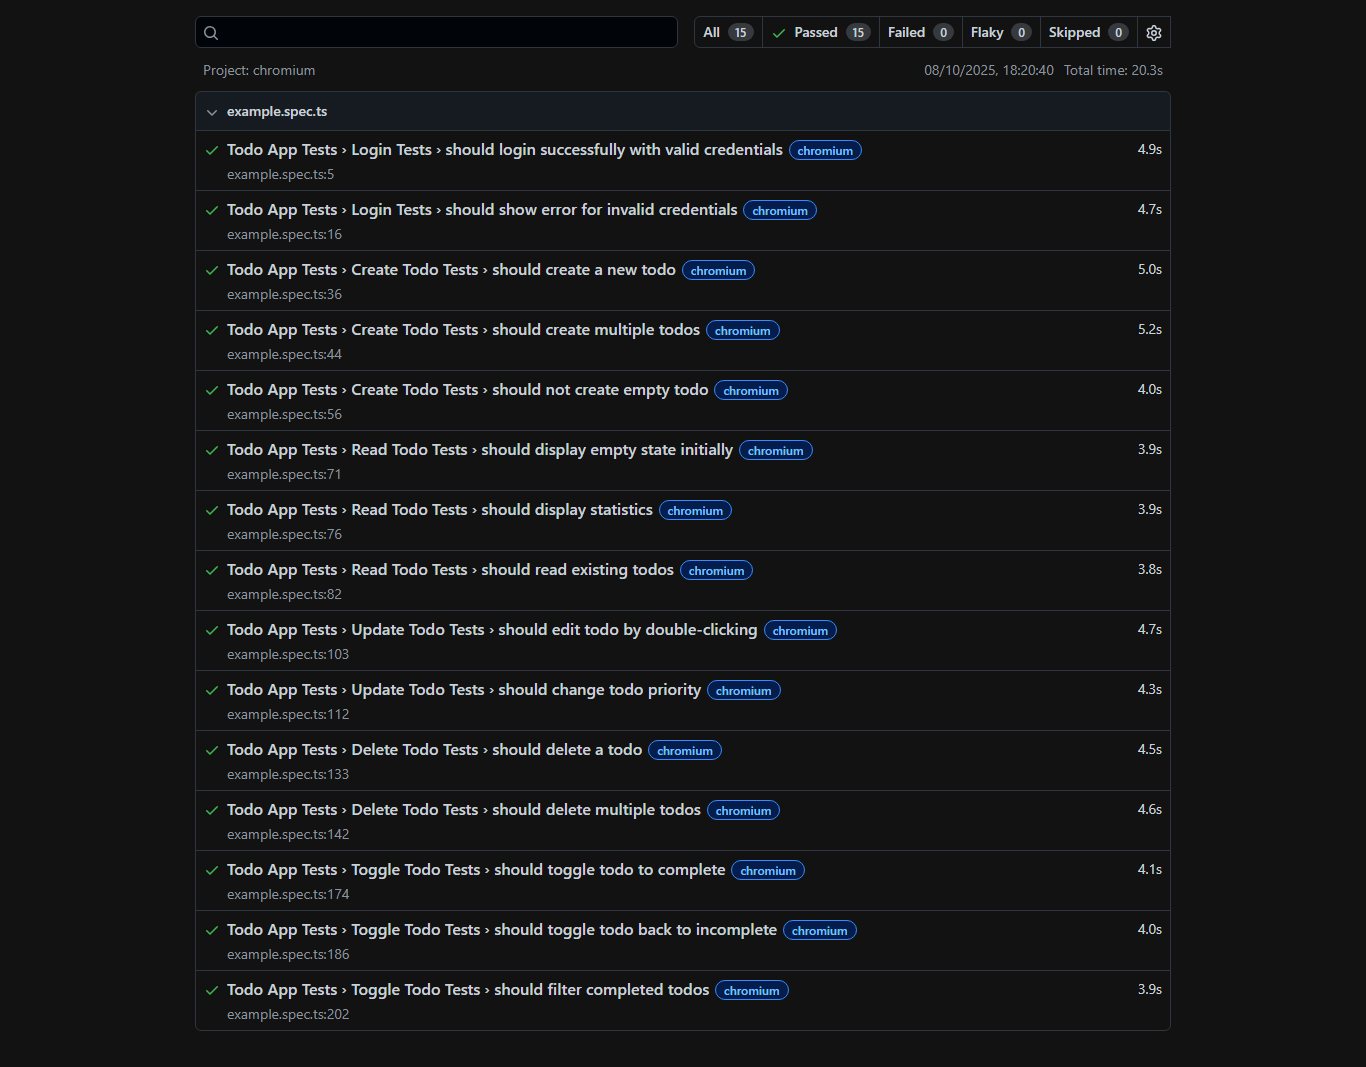 All 15 Passed 15 Failed 0 Flaky 0 Skipped 0
Project: chromium 08/10/2025, 18:20:40 Total time: 20.3s
example.spec.ts
Todo App Tests › Login Tests › should login successfully with valid credentials chromium 4.9s
example.spec.ts:5
Todo App Tests › Login Tests › should show error for invalid credentials chromium 4.7s
example.spec.ts:16
Todo App Tests › Create Todo Tests › should create a new todo chromium 5.0s
example.spec.ts:36
Todo App Tests › Create Todo Tests › should create multiple todos chromium 5.2s
example.spec.ts:44
Todo App Tests › Create Todo Tests › should not create empty todo chromium 4.0s
example.spec.ts:56
Todo App Tests › Read Todo Tests › should display empty state initially chromium 3.9s
example.spec.ts:71
Todo App Tests › Read Todo Tests › should display statistics chromium 3.9s
example.spec.ts:76
Todo App Tests › Read Todo Tests › should read existing todos chromium 3.8s
example.spec.ts:82
Todo App Tests › Update Todo Tests › should edit todo by double-clicking chromium 4.7s
example.spec.ts:103
Todo App Tests › Update Todo Tests › should change todo priority chromium 4.3s
example.spec.ts:112
Todo App Tests › Delete Todo Tests › should delete a todo chromium 4.5s
example.spec.ts:133
Todo App Tests › Delete Todo Tests › should delete multiple todos chromium 4.6s
example.spec.ts:142
Todo App Tests › Toggle Todo Tests › should toggle todo to complete chromium 4.1s
example.spec.ts:174
Todo App Tests › Toggle Todo Tests › should toggle todo back to incomplete chromium 4.0s
example.spec.ts:186
Todo App Tests › Toggle Todo Tests › should filter completed todos chromium 3.9s
example.spec.ts:202